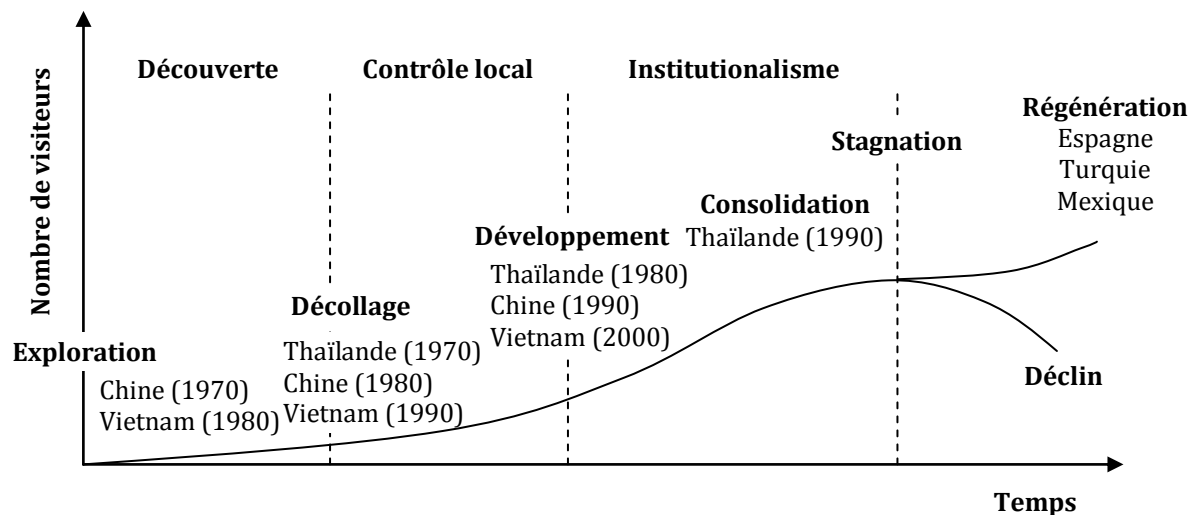 Nombre de visiteurs
Découverte
Contrôle local
Institutionalisme
Régénération
Espagne
Turquie
Mexique
Stagnation
Consolidation
Thaïlande (1990)
Développement
Thaïlande (1980)
Chine (1990)
Vietnam (2000)
Décollage
Thaïlande (1970)
Chine (1980)
Vietnam (1990)
Exploration
Chine (1970)
Vietnam (1980)
Déclin
Temps